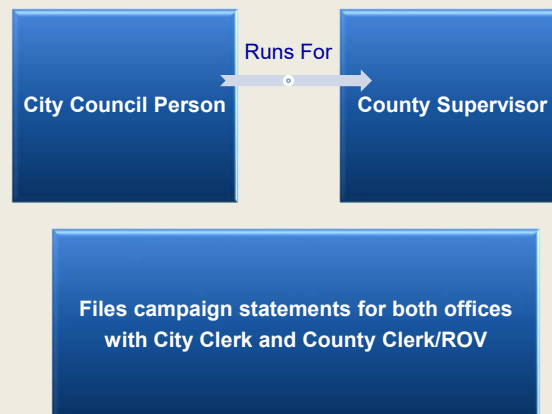 Runs For
City Council Person
County Supervisor
Files campaign statements for both offices
with City Clerk and County Clerk/ROV